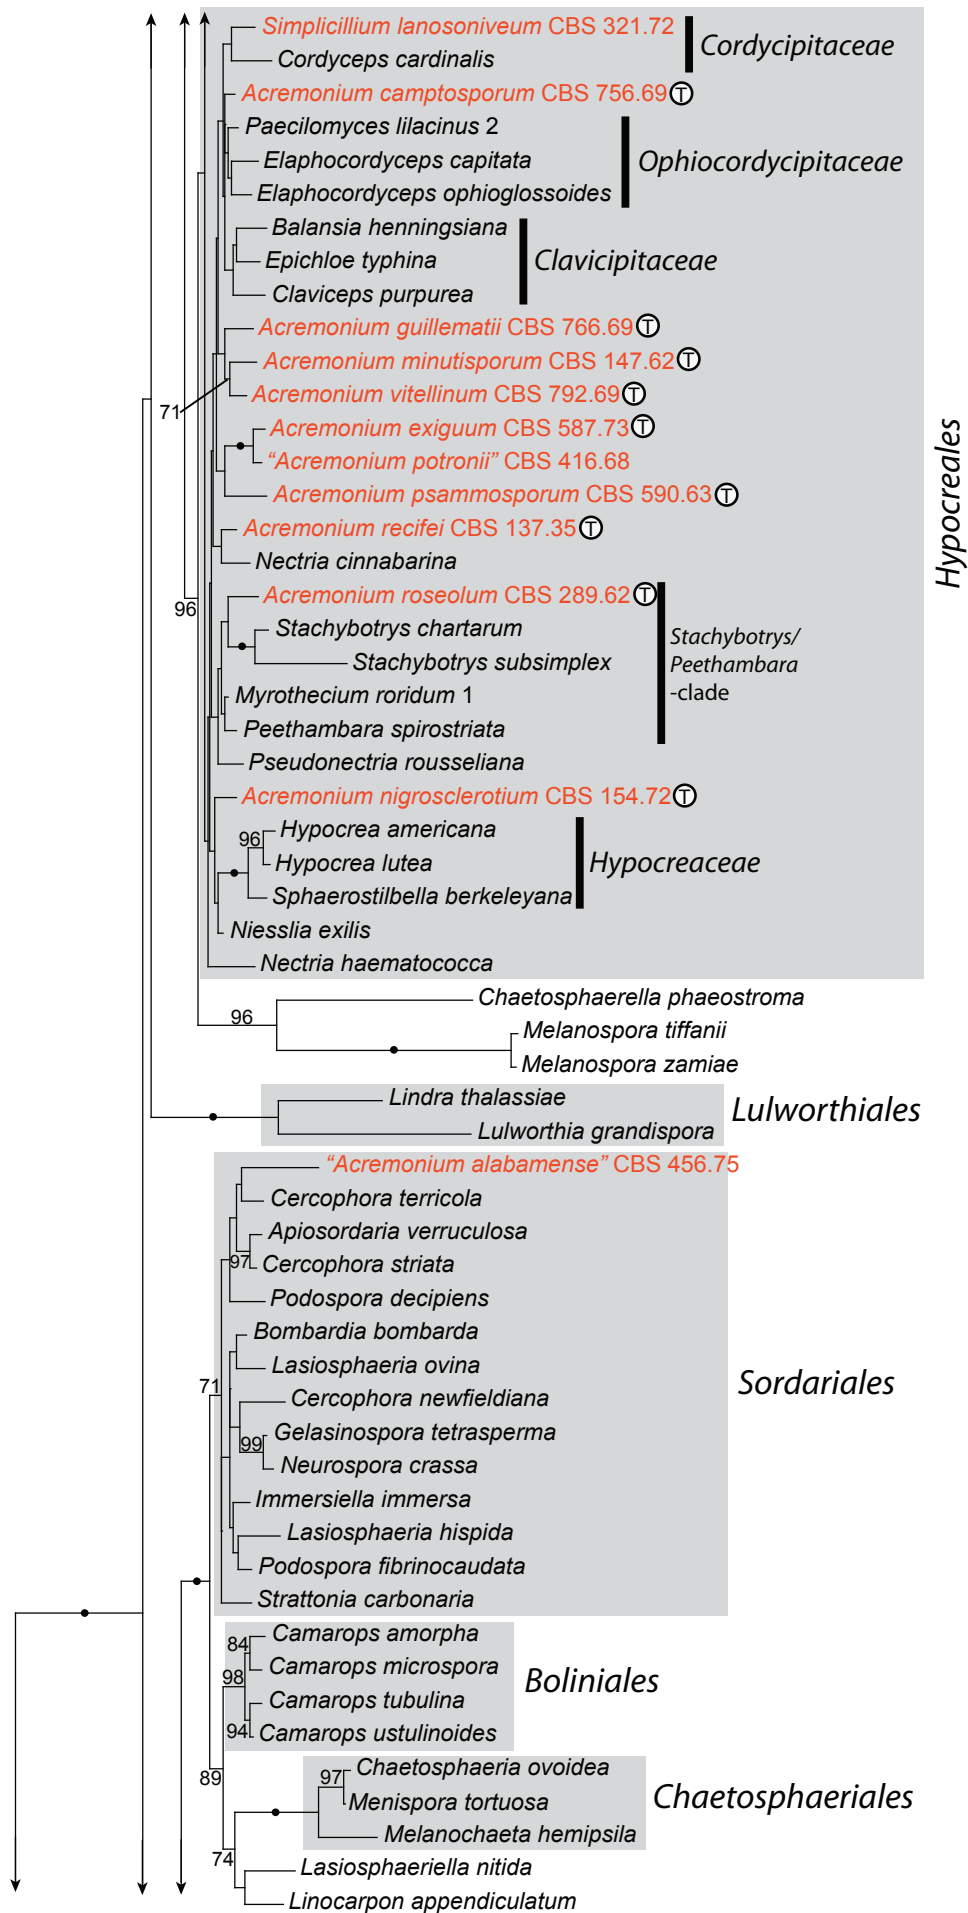 Simplicillium lanosoniveum CBS 321.72
Cordyceps cardinalis
Cordycipitaceae
Acremonium camptosporum CBS 756.69 T
Paecilomyces lilacinus 2
Elaphocordyceps capitata
Elaphocordyceps ophioglossoides
Ophiocordycipitaceae
Balansia henningsiana
Epichloe typhina
Claviceps purpurea
Clavicipitaceae
Acremonium guillematii CBS 766.69 T
Acremonium minutisporum CBS 147.62 T
Acremonium vitellinum CBS 792.69 T
71
Acremonium exiguum CBS 587.73 T
“Acremonium potronii” CBS 416.68
Acremonium psammosporum CBS 590.63 T
Acremonium recifei CBS 137.35 T
Nectria cinnabarina
Hypocreales
96
Acremonium roseolum CBS 289.62 T
Stachybotrys chartarum
Stachybotrys subsimplex
Myrothecium roridum 1
Peethambara spirostriata
Stachybotrys/
Peethambara
-clade
Pseudonectria rousseliana
Acremonium nigrosclerotium CBS 154.72 T
Hypocrea americana
96
Hypocrea lutea
Sphaerostilbella berkeleyana
Hypocreaceae
Niesslia exilis
Nectria haematococca
Chaetosphaerella phaeostroma
96
Melanospora tiffanii
Melanospora zamiae
Lindra thalassiae
Lulworthia grandispora
Lulworthiales
“Acremonium alabamense” CBS 456.75
Cercophora terricola
Apiosordaria verruculosa
97
Cercophora striata
Podospora decipiens
Bombardia bombarda
Lasiosphaeria ovina
71
Cercophora newfieldiana
Gelasinospora tetrasperma
99
Neurospora crassa
Immersiella immersa
Lasiosphaeria hispida
Podospora fibrinocaudata
Strattonia carbonaria
Sordariales
Camarops amorpha
84
Camarops microspora
98
Camarops tubulina
94
Camarops ustulinoides
Boliniales
89
Chaetosphaeria ovoidea
97
Menispora tortuosa
Melanochaeta hemipsila
Chaetosphaeriales
74
Lasiosphaeriella nitida
Linocarpon appendiculatum